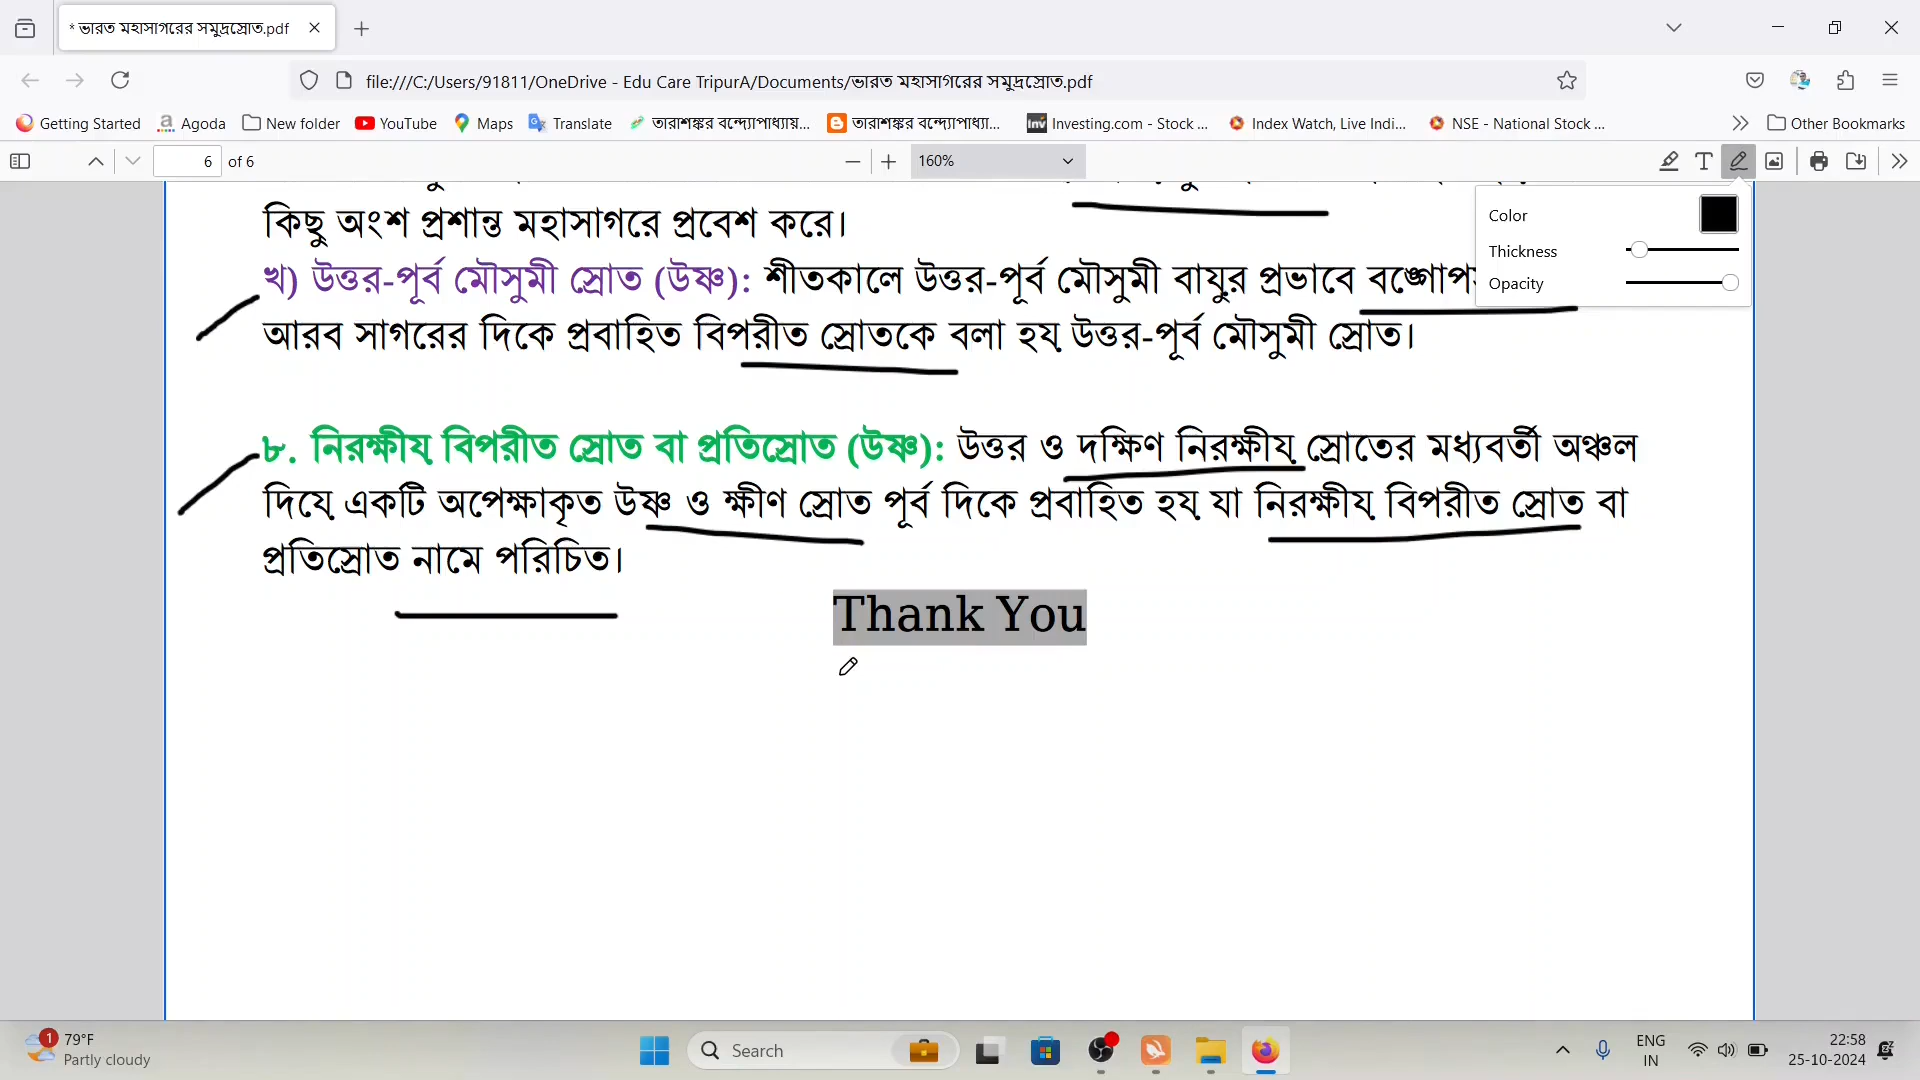 * ভারত মহাসাগরের সমুদ্রস্রোত.pdf
file:///C:/Users/91811/OneDrive - Edu Care TripurA/Documents/ভারত মহাসাগরের সমুদ্রস্রোত.pdf
Getting Started Agoda New folder YouTube Maps Translate তারাশঙ্কর বন্দ্যোপাধ্যায়... তারাশঙ্কর বন্দ্যোপাধ্যা... Investing.com - Stock ... Index Watch, Live Indi... NSE - National Stock ... Other Bookmarks
6 of 6 160%
Color
Thickness
Opacity
কিছু অংশ প্রশান্ত মহাসাগরে প্রবেশ করে।
খ) উত্তর-পূর্ব মৌসুমী স্রোত (উষ্ণ): শীতকালে উত্তর-পূর্ব মৌসুমী বায়ুর প্রভাবে
আরব সাগরের দিকে প্রবাহিত বিপরীত স্রোতকে বলা হয় উত্তর-পূর্ব মৌসুমী স্রোত।
৮. নিরক্ষীয় বিপরীত স্রোত বা প্রতিস্রোত (উষ্ণ): উত্তর ও দক্ষিণ নিরক্ষীয় স্রোতের মধ্যবর্তী অঞ্চল
দিয়ে একটি অপেক্ষাকৃত উষ্ণ ও ক্ষীণ স্রোত পূর্ব দিকে প্রবাহিত হয় যা নিরক্ষীয় বিপরীত স্রোত বা
প্রতিস্রোত নামে পরিচিত।
Thank You
1 79°F
Partly cloudy
Search
ENG
IN
22:58
25-10-2024